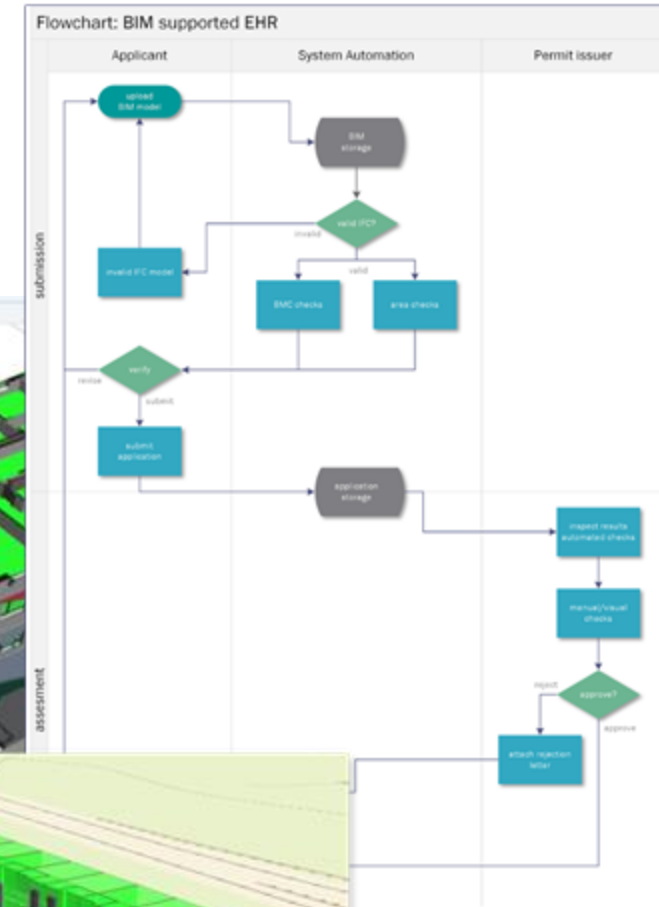 Flowchart: BIM supported EHR
Applicant
System Automation
Permit issuer
submission
upload
BIM model
BIM
storage
valid IFC?
invalid
valid
invalid IFC model
BMC checks
area checks
verify
revise
submit
submit
application
application
storage
inspect results
automated checks
manual/visual
checks
assesment
approve?
reject
approve
attach rejection
letter